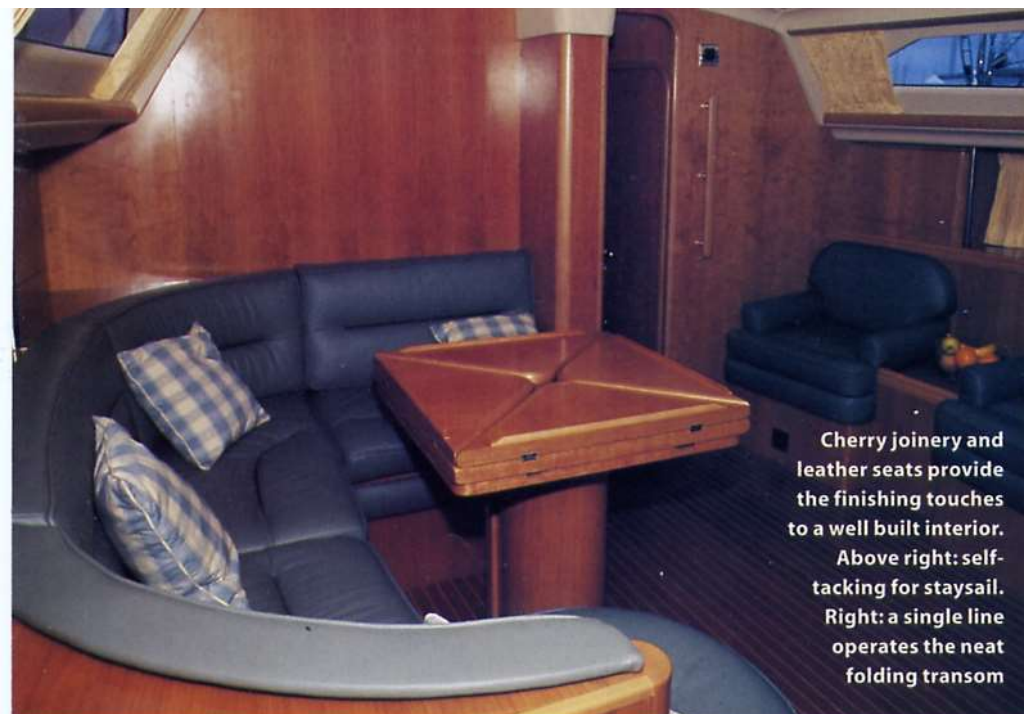 Cherry joinery and
leather seats provide
the finishing touches
to a well built interior.
Above right: self-
tacking for staysail.
Right: a single line
operates the neat
folding transom